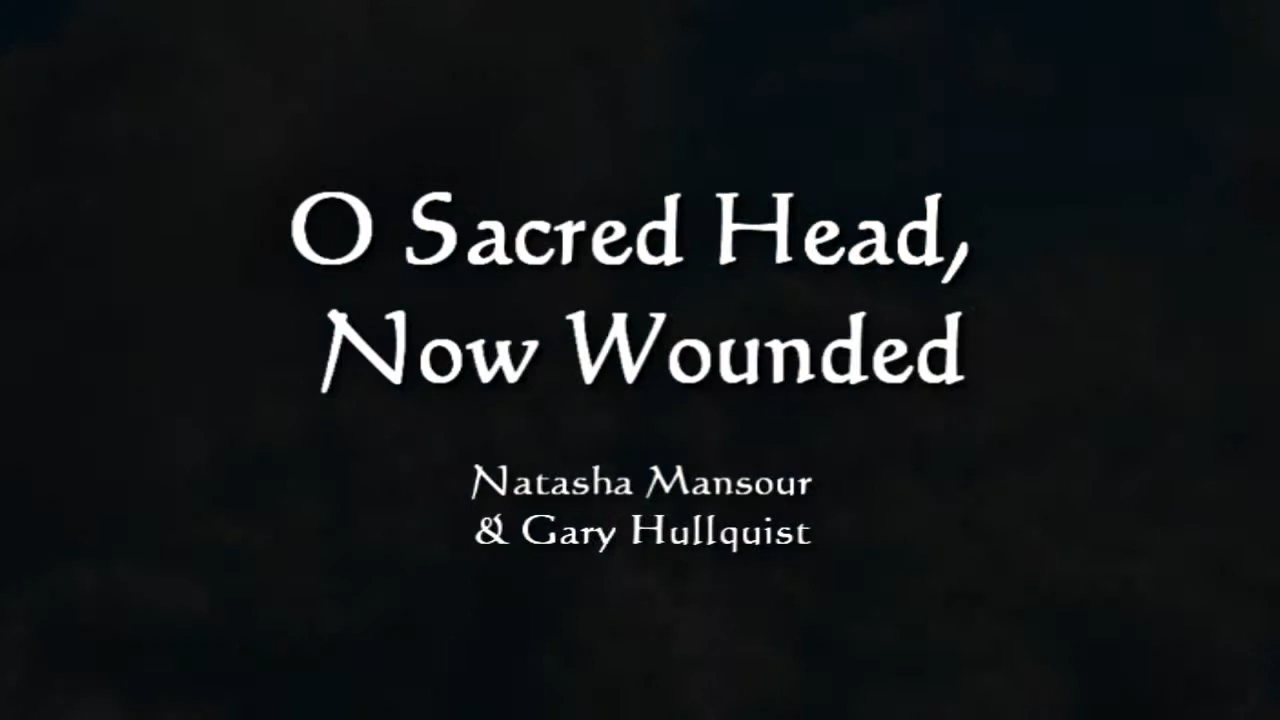 O Sacred Head,
Now Wounded
Natasha Mansour
& Gary Hullquist